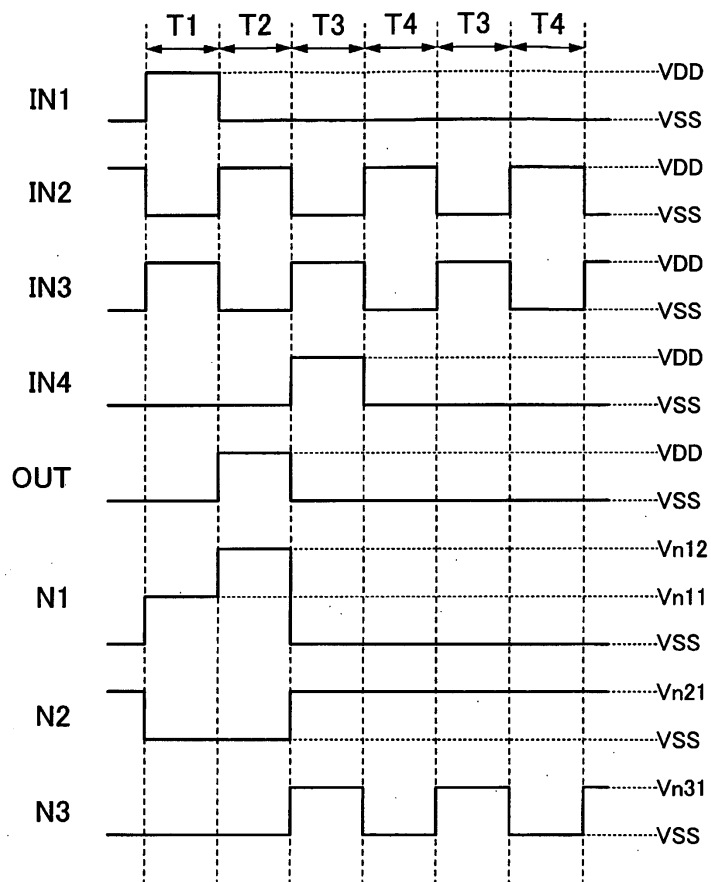 T1 T2 T3 T4 T3 T4
IN1 VDD
VSS
IN2 VDD
VSS
IN3 VDD
VSS
IN4 VDD
VSS
OUT VDD
VSS
N1 Vn12
Vn11
VSS
N2 Vn21
VSS
N3 Vn31
VSS